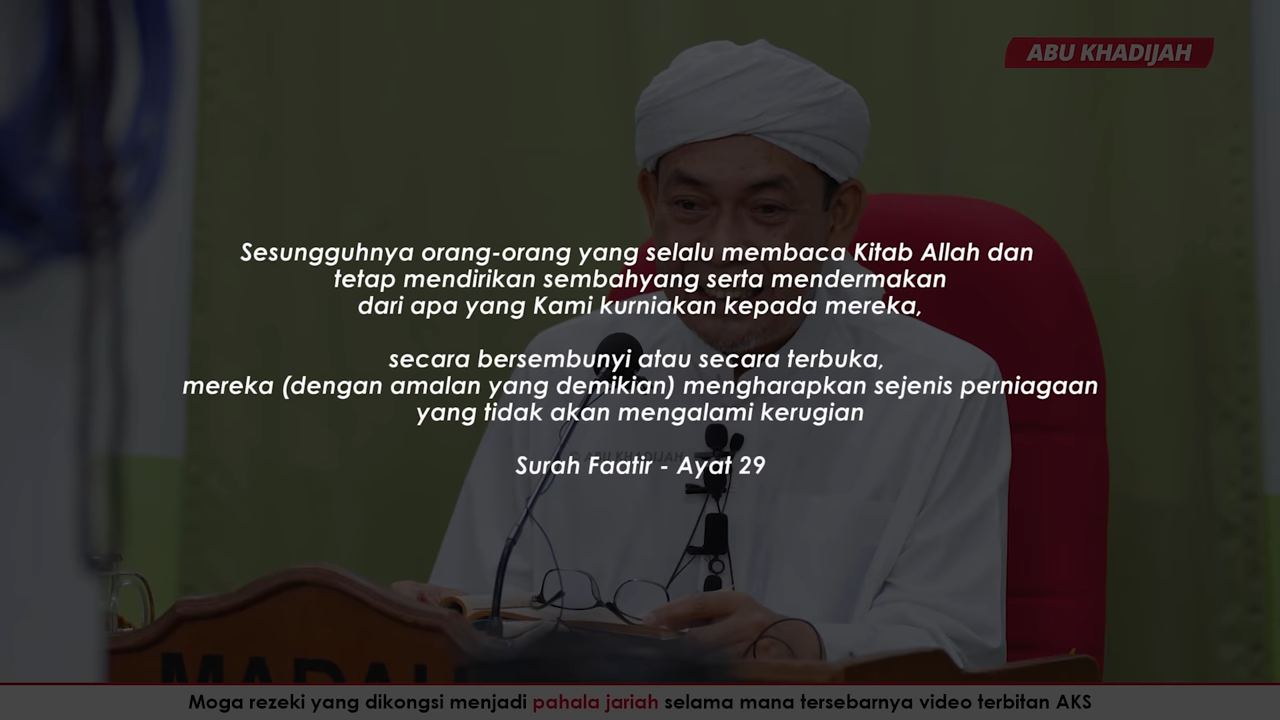 ABU KHADIJAH
Sesungguhnya orang-orang yang selalu membaca Kitab Allah dan
tetap mendirikan sembahyang serta mendermakan
dari apa yang Kami kurniakan kepada mereka,
secara bersembunyi atau secara terbuka,
mereka (dengan amalan yang demikian) mengharapkan sejenis perniagaan
yang tidak akan mengalami kerugian
ABU KHADIJAH
Surah Faatir - Ayat 29
Moga rezeki yang dikongsi menjadi pahala jariah selama mana tersebarnya video terbitan AKS